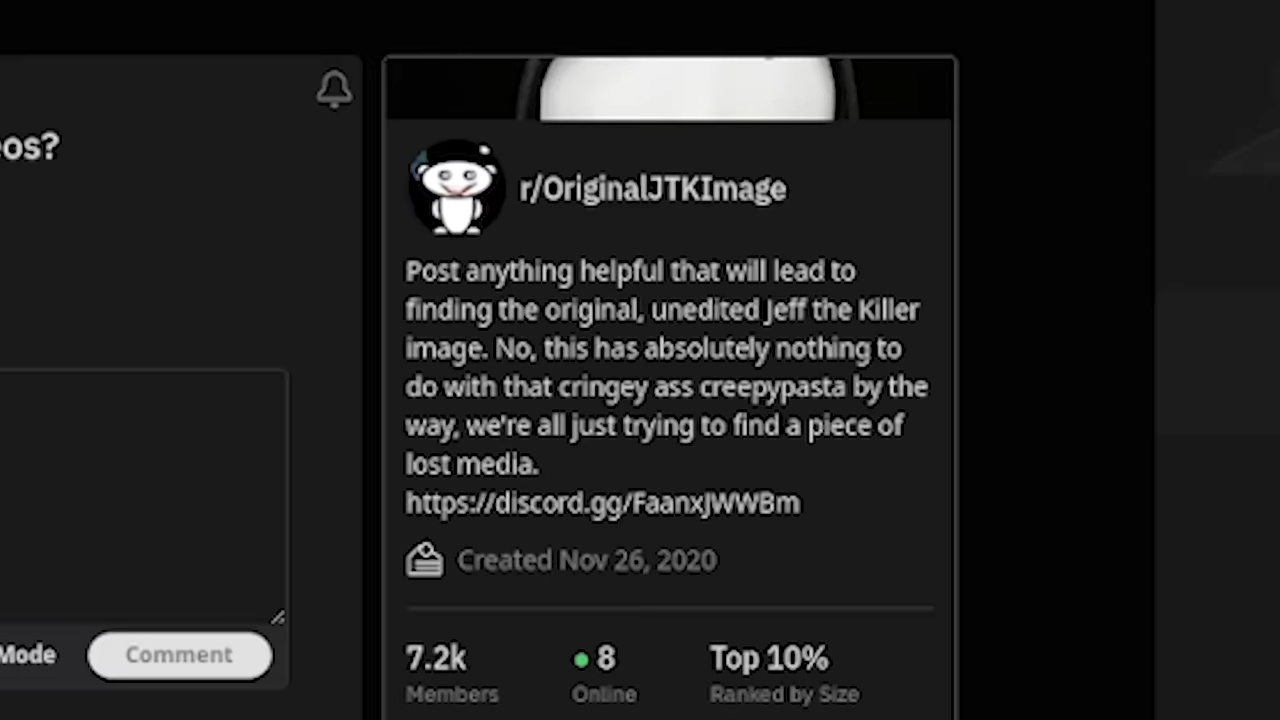 eos?
r/OriginalJTKImage
Post anything helpful that will lead to
finding the original, unedited Jeff the Killer
image. No, this has absolutely nothing to
do with that cringey ass creepypasta by the
way, we're all just trying to find a piece of
lost media.
https://discord.gg/FaanxJWWBm
Created Nov 26, 2020
7.2k 8 Top 10%
Members Online Ranked by Size
Mode Comment